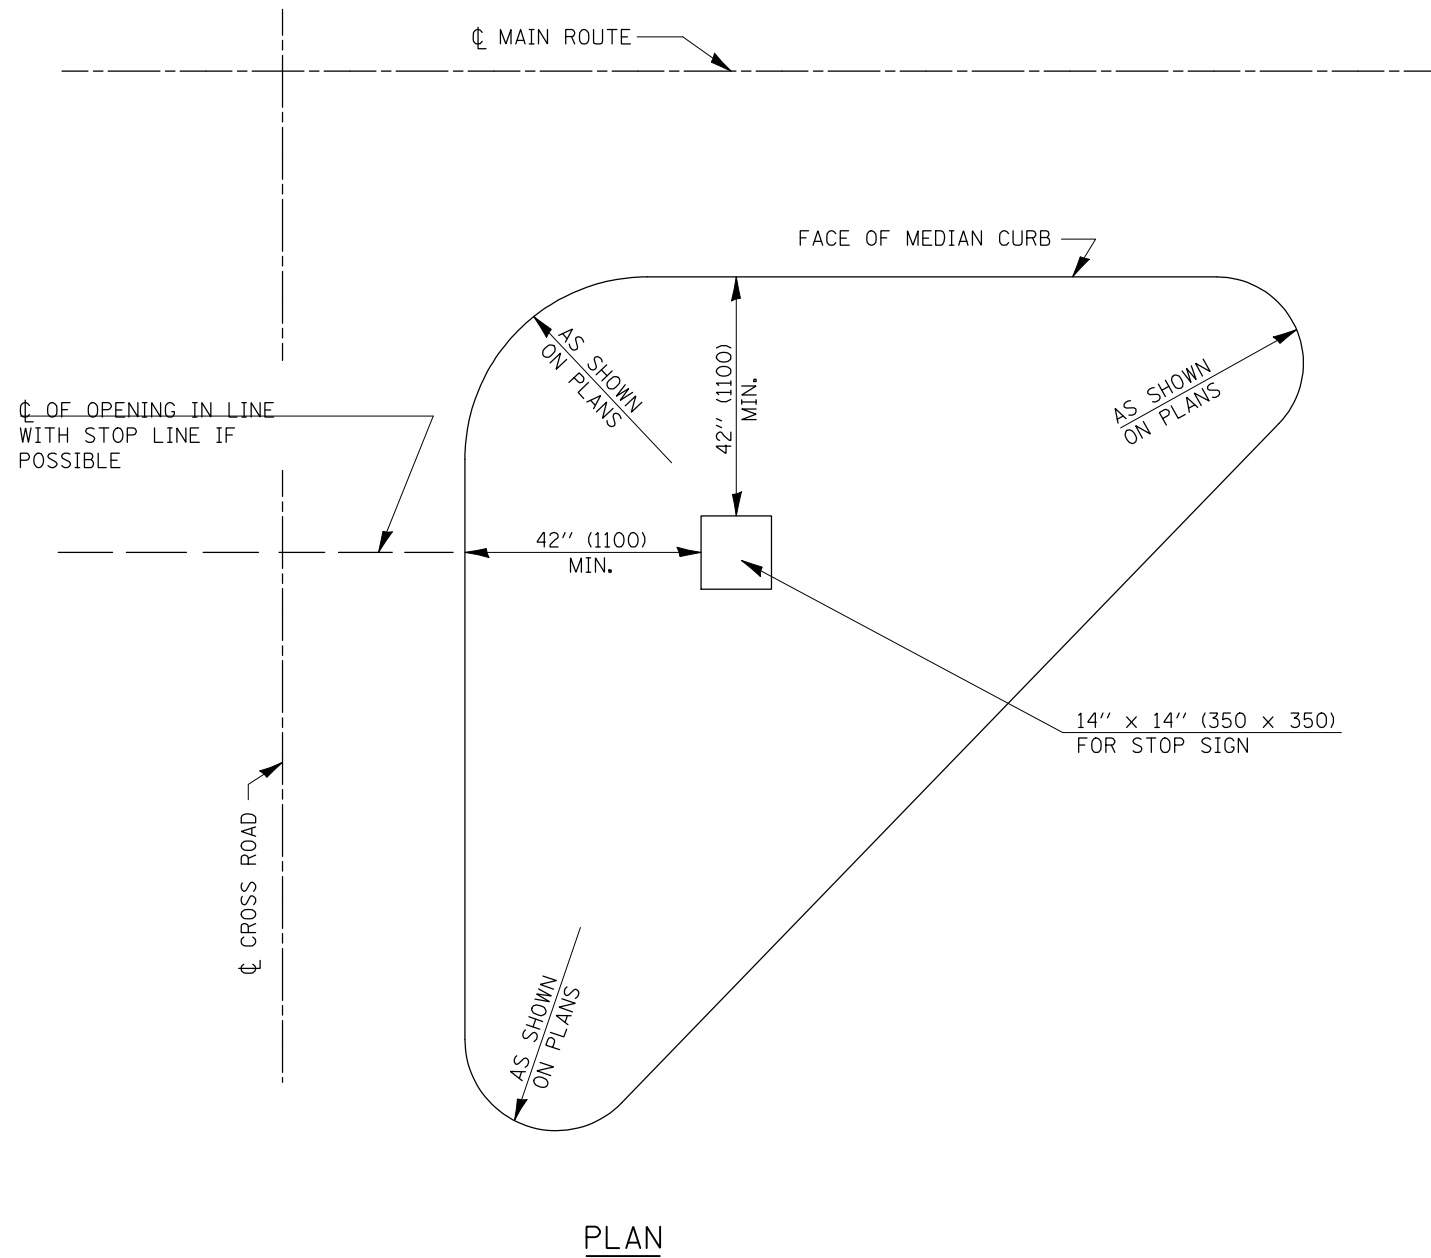 ℄ MAIN ROUTE
FACE OF MEDIAN CURB
AS SHOWN
ON PLANS
42'' (1100)
MIN.
AS SHOWN
ON PLANS
℄ OF OPENING IN LINE
WITH STOP LINE IF
POSSIBLE
42'' (1100)
MIN.
14'' x 14'' (350 x 350)
FOR STOP SIGN
℄ CROSS ROAD
AS SHOWN
ON PLANS
PLAN